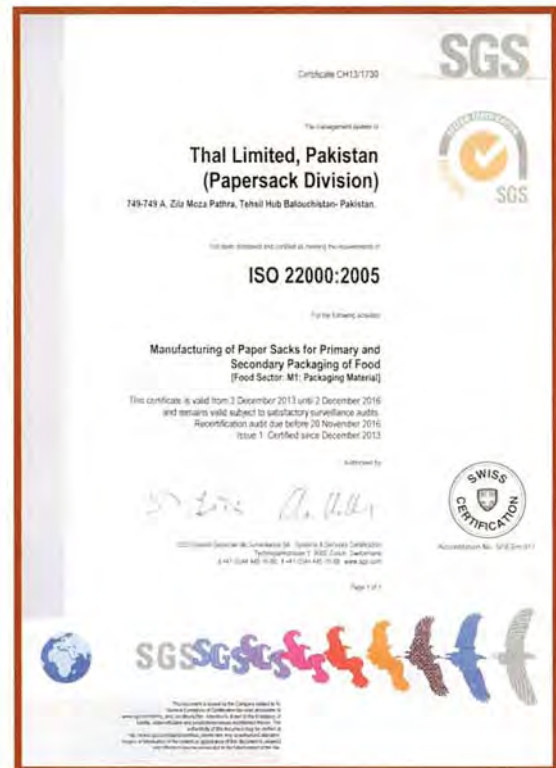 SGS
Certificate CH13/1730
The management system of
Thal Limited, Pakistan
(Papersack Division)
749-749 A, Zila Moza Pathra, Tehsil Hub Balouchistan- Pakistan.
SGS
has been assessed and certified as meeting the requirements of
ISO 22000:2005
For the following activities
Manufacturing of Paper Sacks for Primary and
Secondary Packaging of Food
[Food Sector: M1: Packaging Material]
This certificate is valid from 3 December 2013 until 2 December 2016
and remains valid subject to satisfactory surveillance audits.
Recertification audit due before 20 November 2016
Issue 1. Certified since December 2013
Authorised by
SWISS
CERTIFICATION
Page 1 of 1
SGS